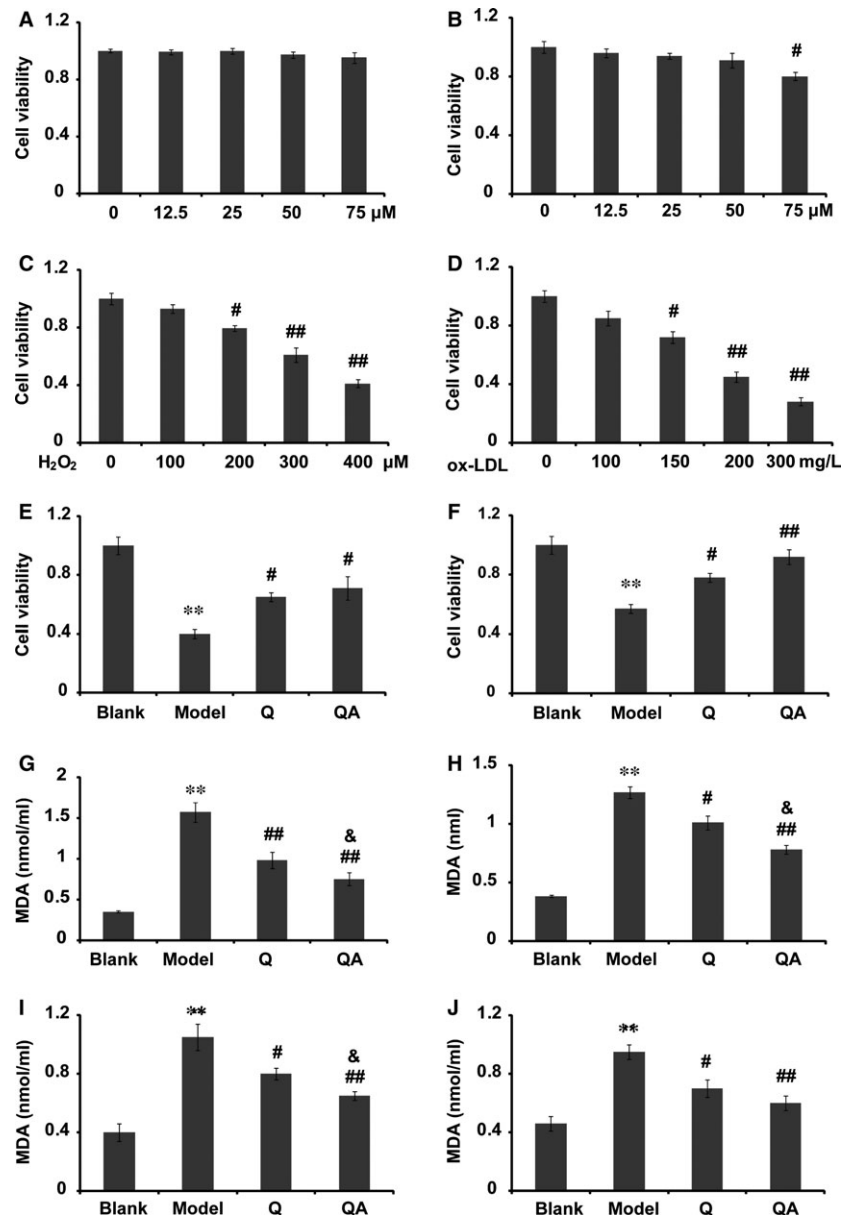 A
1.2
0.8
0.4
0
Cell viability
0 12.5 25 50 75 µM
B
1.2
0.8
0.4
0
Cell viability
#
0 12.5 25 50 75 µM
C
1.2
0.8
0.4
0
Cell viability
# ## ##
H₂O₂ 0 100 200 300 400 µM
D
1.2
0.8
0.4
0
Cell viability
# ## ##
ox-LDL 0 100 150 200 300 mg/L
E
1.2
0.8
0.4
0
Cell viability
** # #
Blank Model Q QA
F
1.2
0.8
0.4
0
Cell viability
** # ##
Blank Model Q QA
G
2
1.5
1
0.5
0
MDA (nmol/ml)
** ## &
##
Blank Model Q QA
H
1.5
1
0.5
0
MDA (nml)
** # &
##
Blank Model Q QA
I
1.2
0.8
0.4
0
MDA (nmol/ml)
** # &
##
Blank Model Q QA
J
1.2
0.8
0.4
0
MDA (nmol/ml)
** # ##
Blank Model Q QA